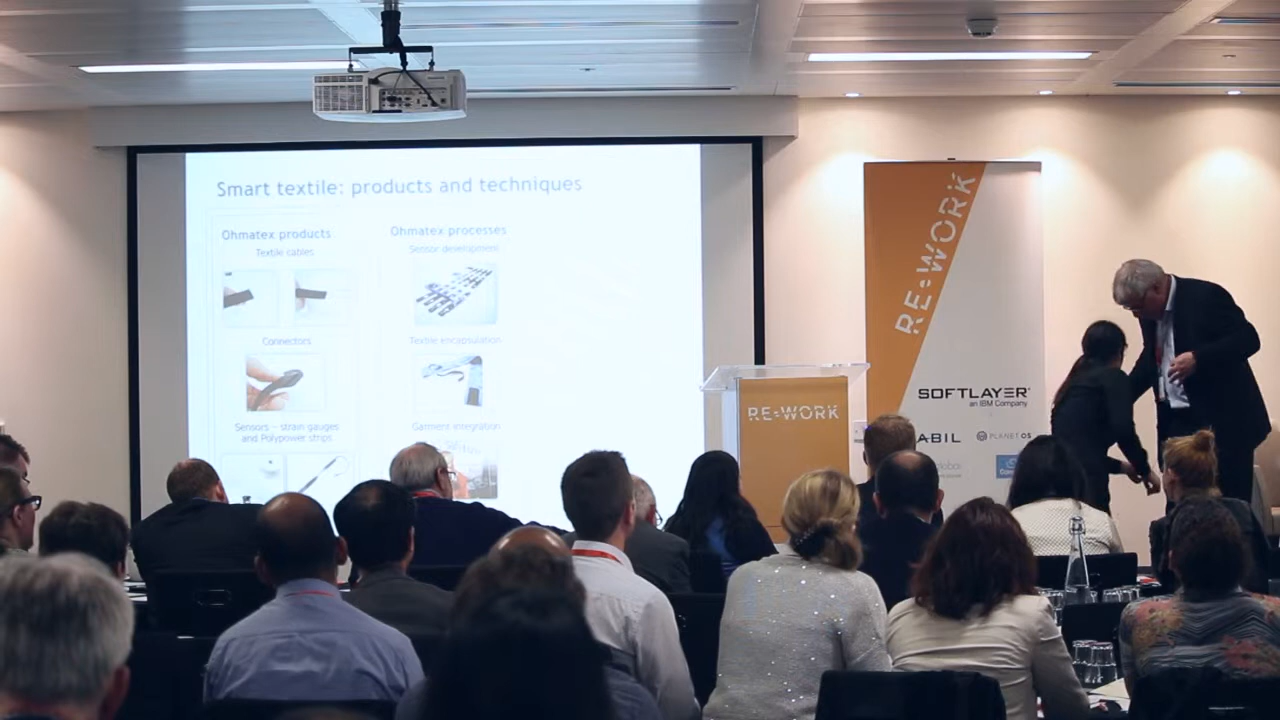 Smart textile: products and techniques
Ohmatex products
Textile cables
Connectors
Sensors – strain gauges
and Polypower strips
Ohmatex processes
Sensor development
Textile encapsulation
Garment integration
RE•WORK
RE•WORK
SOFTLAYER
an IBM Company
ABIL
PLANET OS